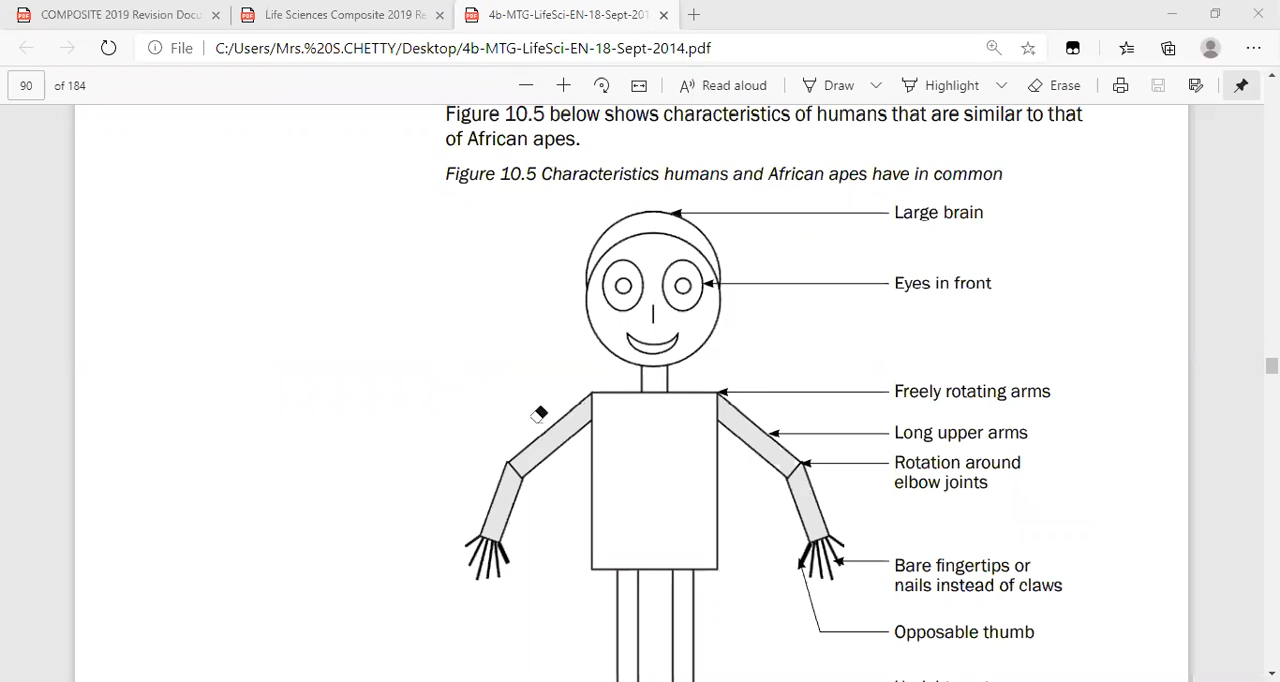 COMPOSITE 2019 Revision Docu
Life Sciences Composite 2019 Re
4b-MTG-LifeSci-EN-18-Sept-201
File
C:/Users/Mrs.%20S.CHETTY/Desktop/4b-MTG-LifeSci-EN-18-Sept-2014.pdf
90 of 184
Read aloud
Draw
Highlight
Erase
Figure 10.5 below shows characteristics of humans that are similar to that
of African apes.
Figure 10.5 Characteristics humans and African apes have in common
Large brain
Eyes in front
Freely rotating arms
Long upper arms
Rotation around
elbow joints
Bare fingertips or
nails instead of claws
Opposable thumb